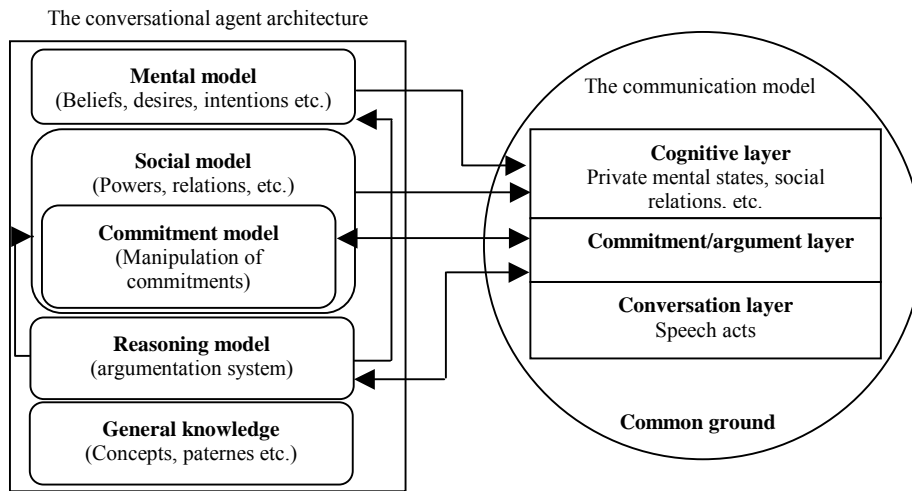 The conversational agent architecture
Mental model
(Beliefs, desires, intentions etc.)
Social model
(Powers, relations, etc.)
Commitment model
(Manipulation of
commitments)
Reasoning model
(argumentation system)
General knowledge
(Concepts, paternes etc.)
The communication model
Cognitive layer
Private mental states, social
relations, etc.
Commitment/argument layer
Conversation layer
Speech acts
Common ground